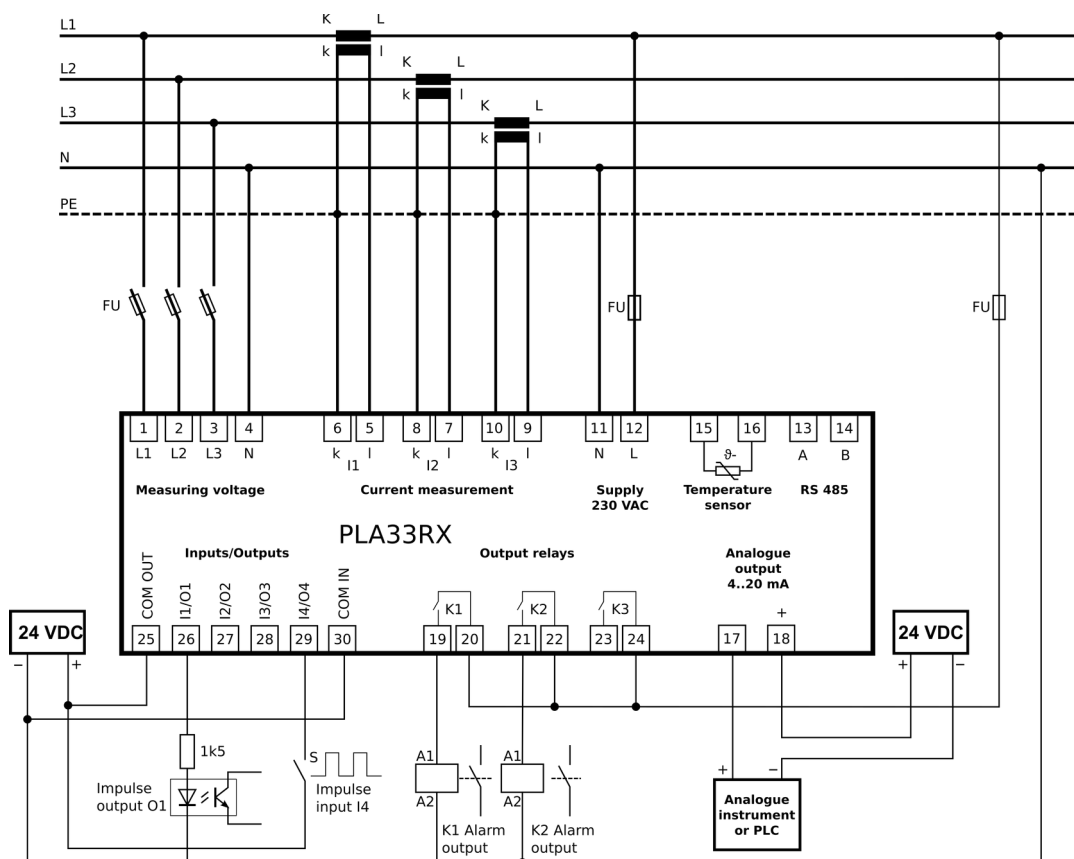 K L
L1
k l
L2 K L
k l
L3 K L
k l
N
PE
FU FU FU
1 2 3 4 6 5 8 7 10 9 11 12 15 16 13 14
L1 L2 L3 N k l k l k l N L ϑ- A B
I1 I2 I3
Measuring voltage Current measurement Supply Temperature RS 485
230 VAC sensor
PLA33RX
Inputs/Outputs Output relays Analogue
output
4..20 mA
COM OUT I1/O1 I2/O2 I3/O3 I4/O4 COM IN
K1 K2 K3 +
24 VDC 25 26 27 28 29 30 19 20 21 22 23 24 17 18 24 VDC
– + + –
1k5 S A1 A1
+ –
Impulse
output O1
Impulse
input I4
A2 A2
Analogue
instrument
or PLC
K1 Alarm
output
K2 Alarm
output